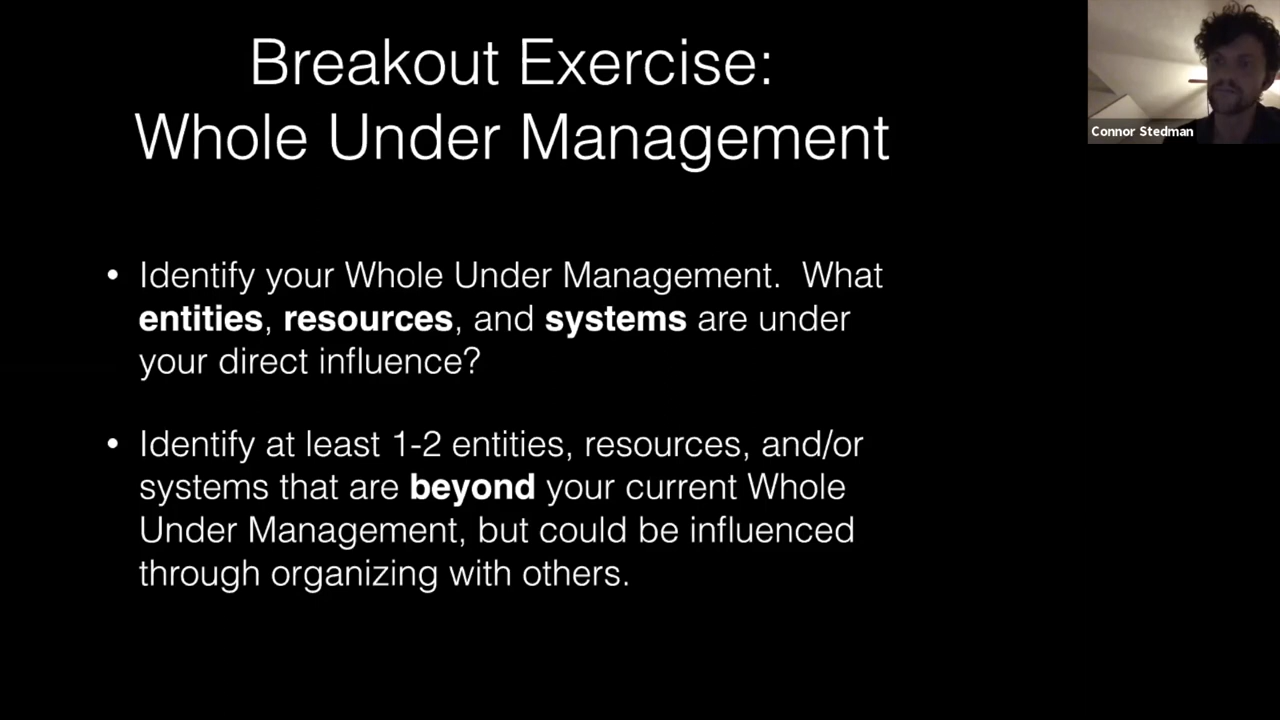 Breakout Exercise:
Whole Under Management
Connor Stedman
• Identify your Whole Under Management.  What
entities, resources, and systems are under
your direct influence?
• Identify at least 1-2 entities, resources, and/or
systems that are beyond your current Whole
Under Management, but could be influenced
through organizing with others.